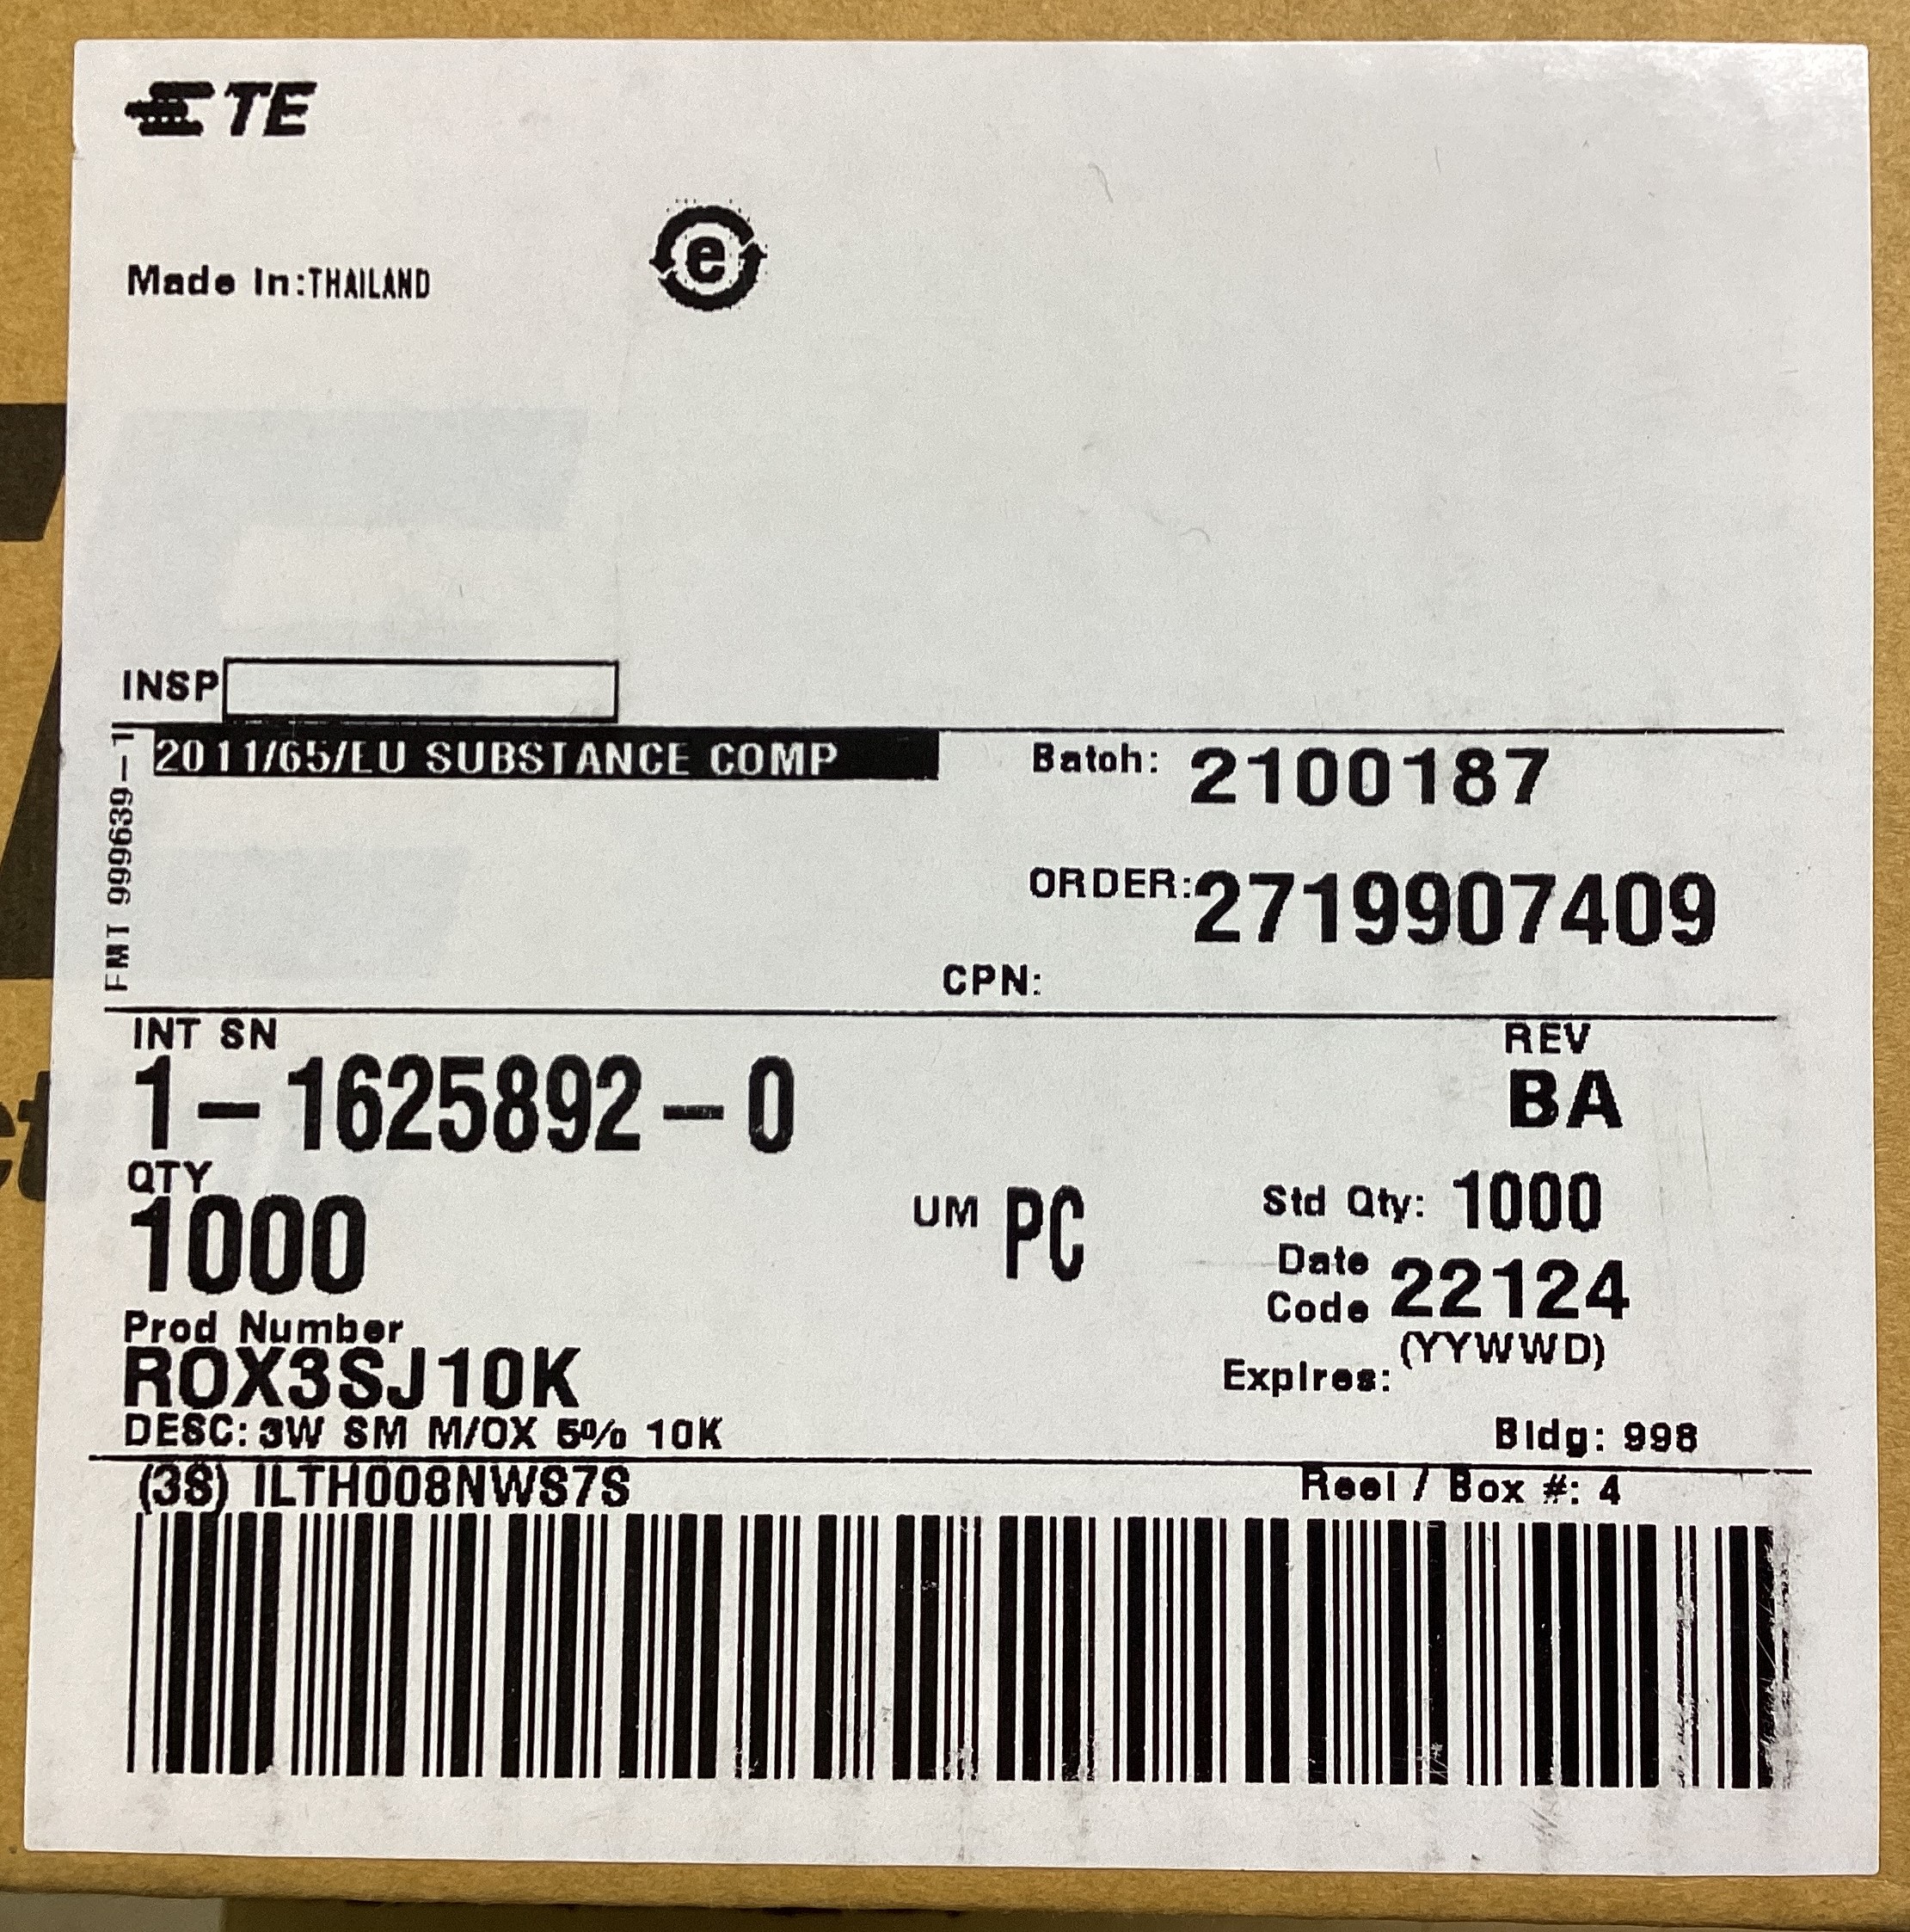 TE
e
Made In:THAILAND
INSP
2011/65/EU SUBSTANCE COMP
Batch: 2100187
FMT 999639-1
ORDER:2719907409
CPN:
INT SN
1-1625892-0
REV
BA
QTY
1000
UM PC
Std Qty: 1000
Date
Code 22124
(YYWWD)
Prod Number
ROX3SJ10K
Expires:
DESC: 3W SM M/OX 5% 10K
Bldg: 998
(3S) ILTH008NWS7S
Reel / Box #: 4
et